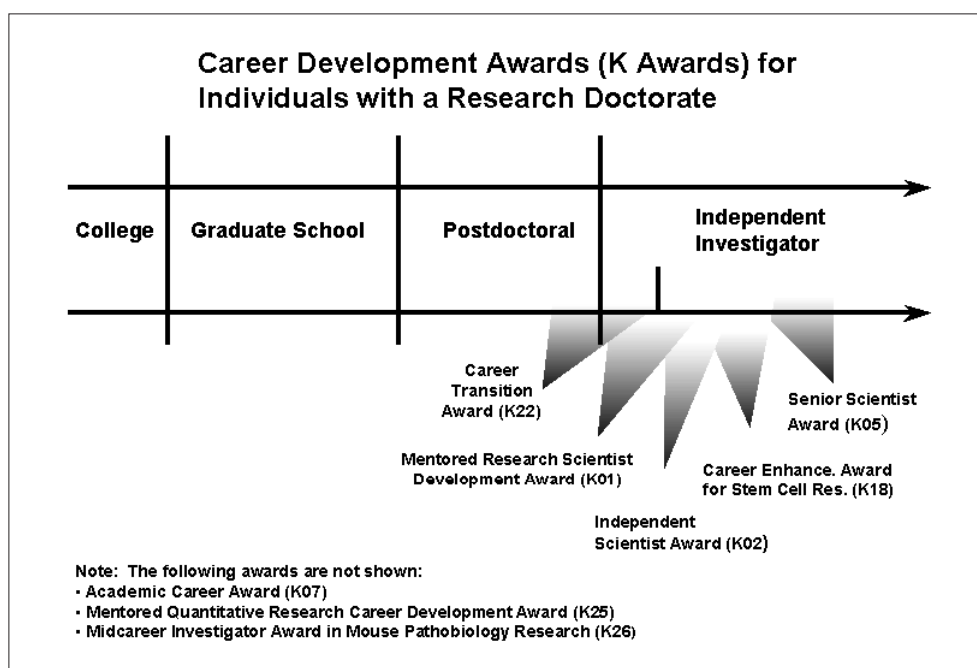 Career Development Awards (K Awards) for
Individuals with a Research Doctorate
College
Graduate School
Postdoctoral
Independent
Investigator
Career
Transition
Award (K22)
Mentored Research Scientist
Development Award (K01)
Independent
Scientist Award (K02)
Career Enhance. Award
for Stem Cell Res. (K18)
Senior Scientist
Award (K05)
Note:  The following awards are not shown:
· Academic Career Award (K07)
· Mentored Quantitative Research Career Development Award (K25)
· Midcareer Investigator Award in Mouse Pathobiology Research (K26)